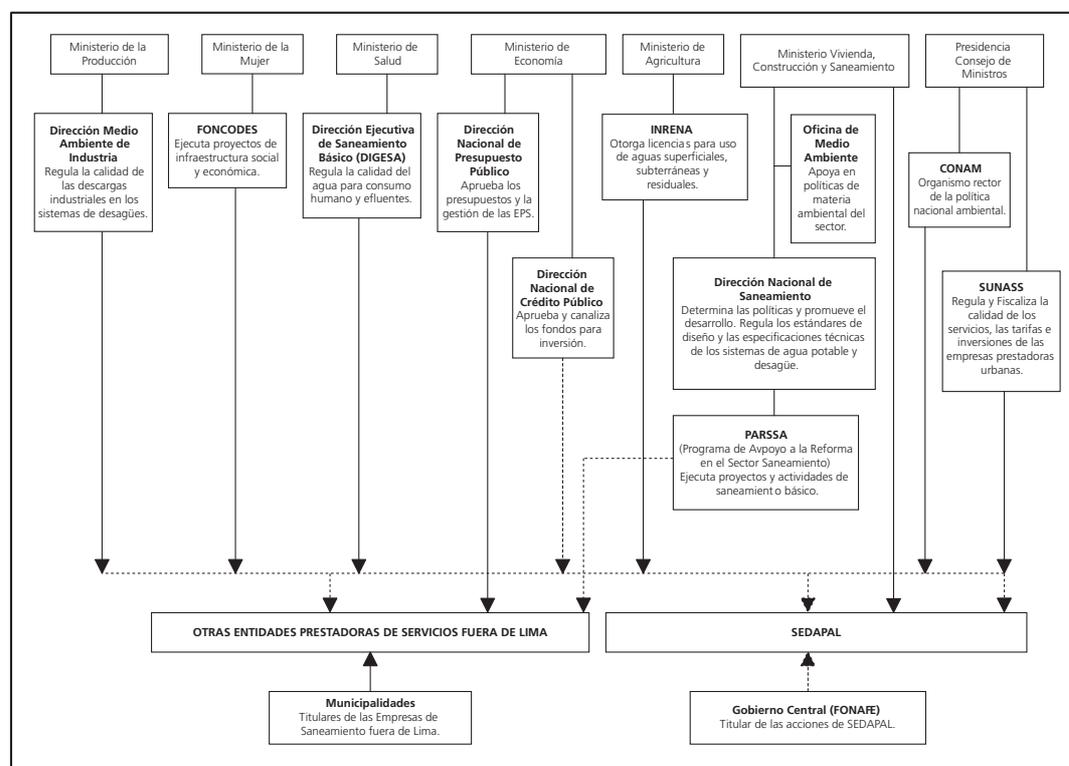 Ministerio de la
Producción
Ministerio de la
Mujer
Ministerio de
Salud
Ministerio de
Economía
Ministerio de
Agricultura
Ministerio Vivienda,
Construcción y Saneamiento
Presidencia
Consejo de
Ministros
Dirección Medio
Ambiente de
Industria
Regula la calidad de
las descargas
industriales en los
sistemas de desagües.
FONCODES
Ejecuta proyectos de
infraestructura social
y económica.
Dirección Ejecutiva
de Saneamiento
Básico (DIGESA)
Regula la calidad del
agua para consumo
humano y efluentes.
Dirección
Nacional de
Presupuesto
Público
Aprueba los
presupuestos y la
gestión de las EPS.
Dirección
Nacional de
Crédito Público
Aprueba y canaliza
los fondos para
inversión.
INRENA
Otorga licencias para uso
de aguas superficiales,
subterráneas y
residuales.
Oficina de
Medio
Ambiente
Apoya en
políticas de
materia
ambiental del
sector.
Dirección Nacional de
Saneamiento
Determina las políticas y promueve el
desarrollo. Regula los estándares de
diseño y las especificaciones técnicas
de los sistemas de agua potable y
desagüe.
PARSSA
(Programa de Avpoyo a la Reforma
en el Sector Saneamiento)
Ejecuta proyectos y actividades de
saneamiento básico.
CONAM
Organismo rector
de la política
nacional ambiental.
SUNASS
Regula y Fiscaliza la
calidad de los
servicios, las tarifas e
inversiones de las
empresas prestadoras
urbanas.
OTRAS ENTIDADES PRESTADORAS DE SERVICIOS FUERA DE LIMA
SEDAPAL
Municipalidades
Titulares de las Empresas de
Saneamiento fuera de Lima.
Gobierno Central (FONAFE)
Titular de las acciones de SEDAPAL.